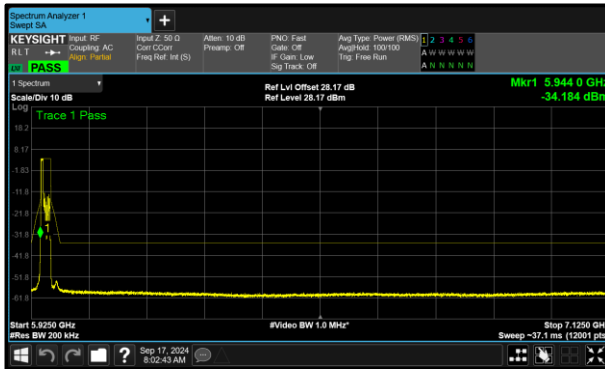 Spectrum Analyzer 1
Swept SA
+
KEYSIGHT
RLT
LXI PASS
Input: RF
Coupling: AC
Align: Partial
Input Z: 50 Ω
Corr CCorr
Freq Ref: Int (S)
Atten: 10 dB
Preamp: Off
PNO: Fast
Gate: Off
IF Gain: Low
Sig Track: Off
Avg Type: Power (RMS)
Avg|Hold: 100/100
Trig: Free Run
1 2 3 4 5 6
A W W W W W
A N N N N N
1 Spectrum
Scale/Div 10 dB
Ref Lvl Offset 28.17 dB
Ref Level 28.17 dBm
Mkr1 5.944 0 GHz
-34.184 dBm
Log
Trace 1 Pass
18.2
8.17
-1.83
-11.8
-21.8
-31.8
-41.8
-51.8
-61.8
1
Start 5.9250 GHz
#Res BW 200 kHz
#Video BW 1.0 MHz*
Stop 7.1250 GHz
Sweep ~37.1 ms (12001 pts)
?
Sep 17, 2024
8:02:43 AM